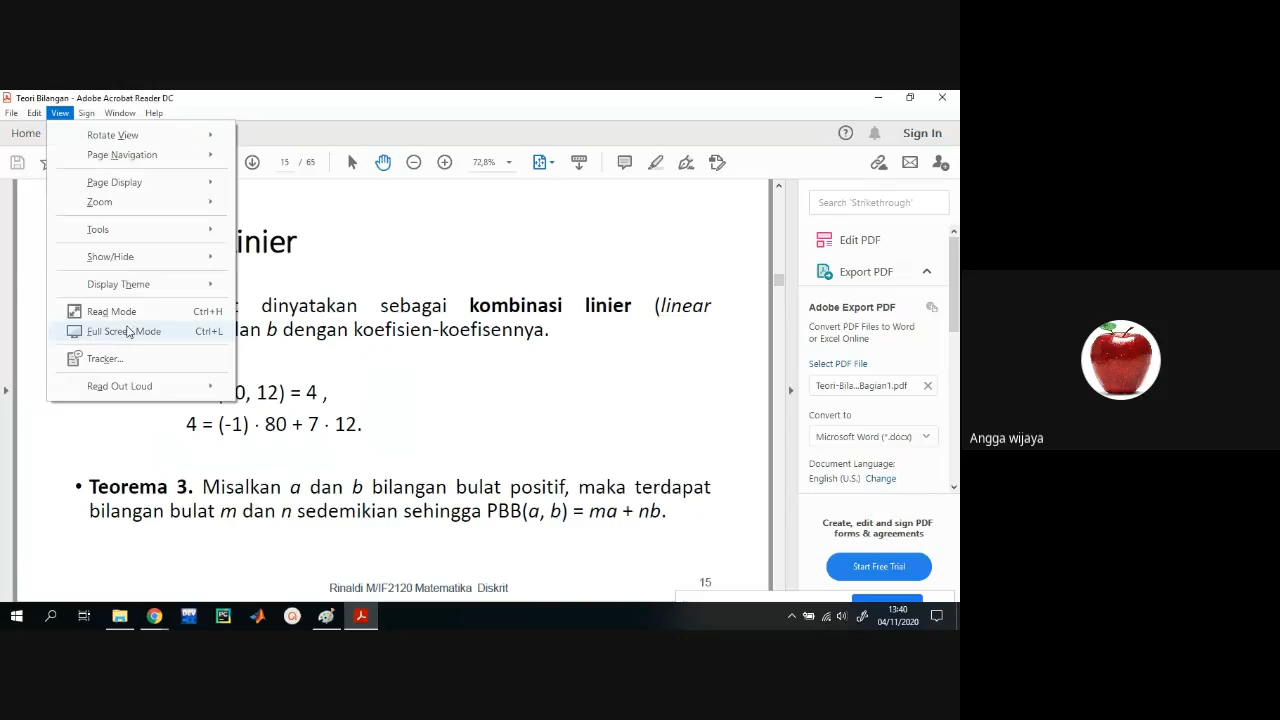 Teori Bilangan - Adobe Acrobat Reader DC
File Edit View Sign Window Help
Home
Sign In
15 / 65
72,8%
Rotate View
Page Navigation
Page Display
Zoom
Tools
Show/Hide
Display Theme
Read Mode Ctrl+H
Full Screen Mode Ctrl+L
Tracker...
Read Out Loud
inier
dinyatakan sebagai kombinasi linier (linear
dan b dengan koefisien-koefisennya.
0, 12) = 4 ,
4 = (-1) · 80 + 7 · 12.
• Teorema 3. Misalkan a dan b bilangan bulat positif, maka terdapat
bilangan bulat m dan n sedemikian sehingga PBB(a, b) = ma + nb.
Rinaldi M/IF2120 Matematika Diskrit
15
Search 'Strikethrough'
Edit PDF
Export PDF
Adobe Export PDF
Convert PDF Files to Word
or Excel Online
Select PDF File
Teori-Bila...Bagian1.pdf
Convert to
Microsoft Word (*.docx)
Document Language:
English (U.S.) Change
Create, edit and sign PDF
forms & agreements
Start Free Trial
DEV
PC
13:40
04/11/2020
Angga wijaya